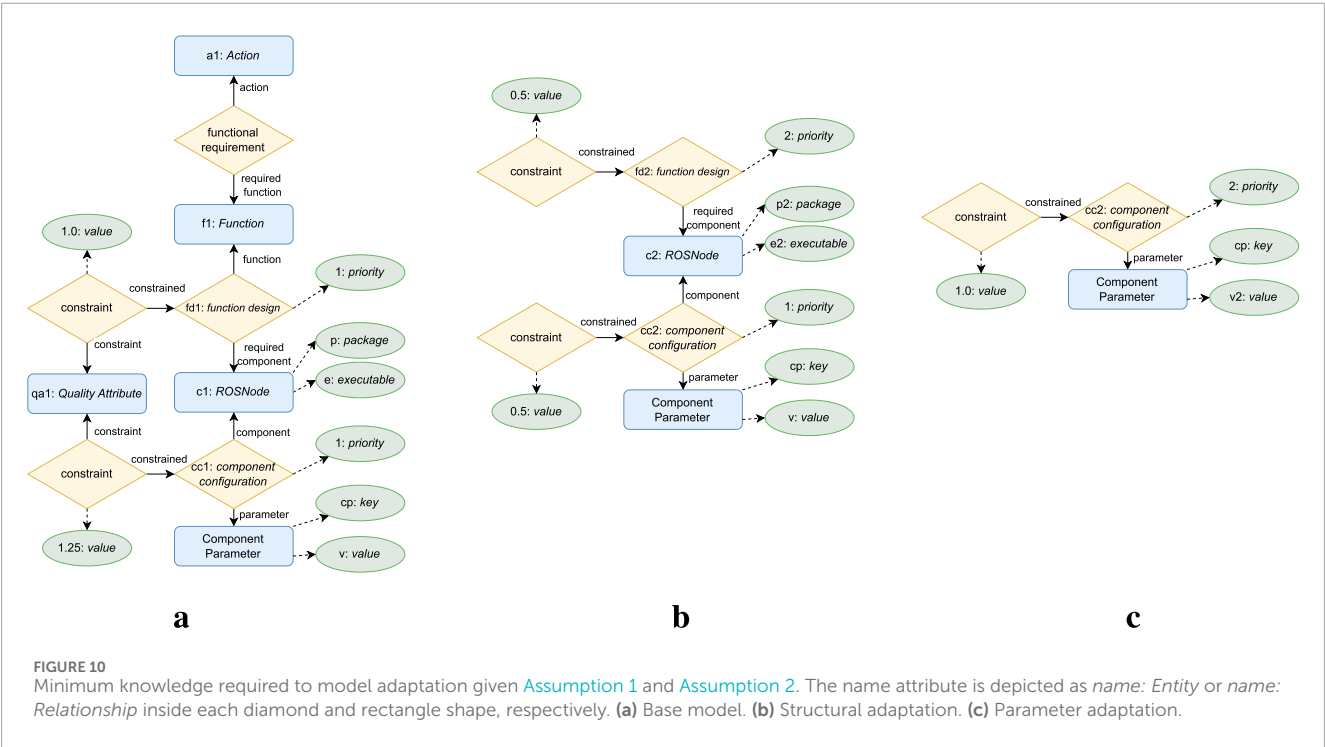 a1: Action
action
functional
requirement
required
function
f1: Function
1.0: value
function
constraint
constrained
fd1: function design
1: priority
constraint
required
component
p: package
qa1: Quality Attribute
c1: ROSNode
e: executable
constraint
component
constraint
constrained
cc1: component
configuration
1: priority
parameter
cp: key
1.25: value
Component
Parameter
v: value
a
0.5: value
constraint
constrained
fd2: function design
2: priority
required
component
p2: package
c2: ROSNode
e2: executable
component
constraint
constrained
cc2: component
configuration
1: priority
parameter
cp: key
0.5: value
Component
Parameter
v: value
b
constraint
constrained
cc2: component
configuration
2: priority
parameter
cp: key
1.0: value
Component
Parameter
v2: value
c
FIGURE 10
Minimum knowledge required to model adaptation given Assumption 1 and Assumption 2. The name attribute is depicted as name: Entity or name:
Relationship inside each diamond and rectangle shape, respectively. (a) Base model. (b) Structural adaptation. (c) Parameter adaptation.